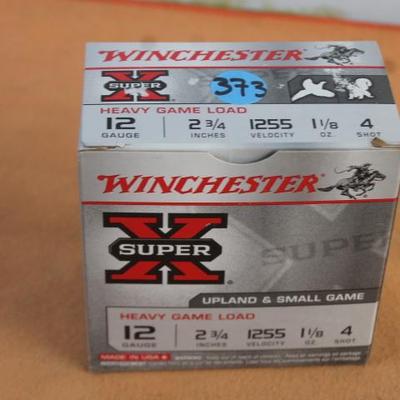 WINCHESTER
SUPER X
373
HEAVY GAME LOAD
12 2 3/4 1255 1 1/8 4
GAUGE INCHES VELOCITY OZ. SHOT
WINCHESTER
SUPER X
SUPER
UPLAND & SMALL GAME
HEAVY GAME LOAD
12 2 3/4 1255 1 1/8 4
GAUGE INCHES VELOCITY OZ. SHOT
MADE IN USA